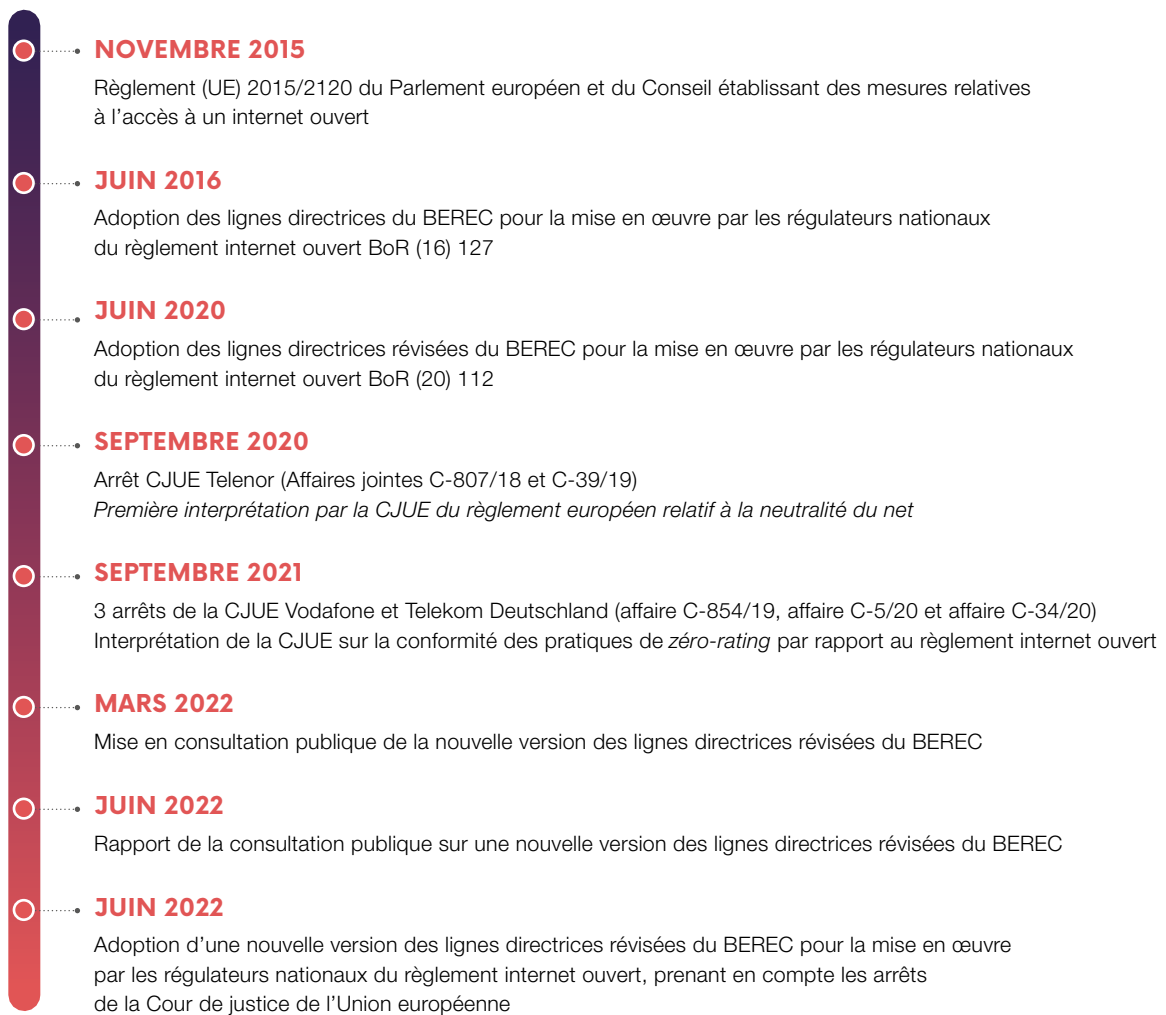 NOVEMBRE 2015
Règlement (UE) 2015/2120 du Parlement européen et du Conseil établissant des mesures relatives
à l’accès à un internet ouvert
JUIN 2016
Adoption des lignes directrices du BEREC pour la mise en œuvre par les régulateurs nationaux
du règlement internet ouvert BoR (16) 127
JUIN 2020
Adoption des lignes directrices révisées du BEREC pour la mise en œuvre par les régulateurs nationaux
du règlement internet ouvert BoR (20) 112
SEPTEMBRE 2020
Arrêt CJUE Telenor (Affaires jointes C-807/18 et C-39/19)
Première interprétation par la CJUE du règlement européen relatif à la neutralité du net
SEPTEMBRE 2021
3 arrêts de la CJUE Vodafone et Telekom Deutschland (affaire C-854/19, affaire C-5/20 et affaire C-34/20)
Interprétation de la CJUE sur la conformité des pratiques de zéro-rating par rapport au règlement internet ouvert
MARS 2022
Mise en consultation publique de la nouvelle version des lignes directrices révisées du BEREC
JUIN 2022
Rapport de la consultation publique sur une nouvelle version des lignes directrices révisées du BEREC
JUIN 2022
Adoption d’une nouvelle version des lignes directrices révisées du BEREC pour la mise en œuvre
par les régulateurs nationaux du règlement internet ouvert, prenant en compte les arrêts
de la Cour de justice de l’Union européenne